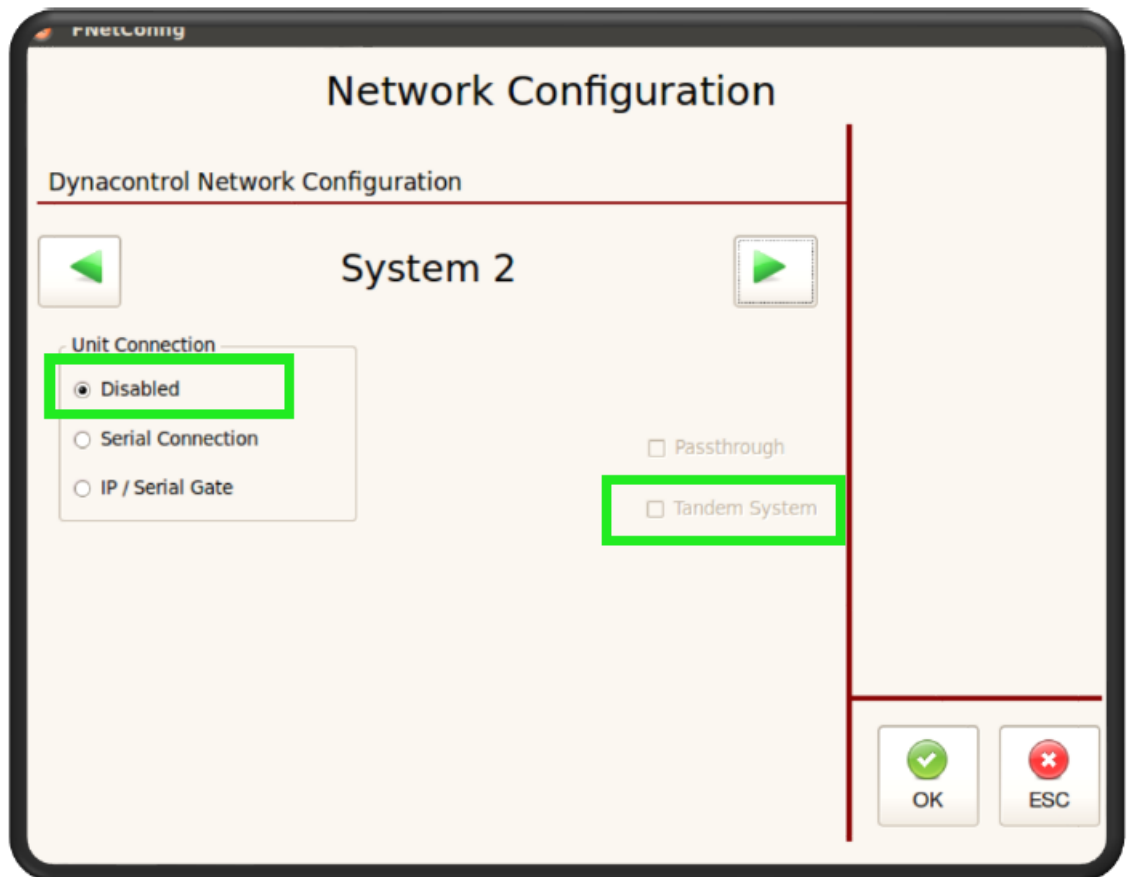 FNetConfig
Network Configuration
Dynacontrol Network Configuration
System 2
Unit Connection
Disabled
Serial Connection
IP / Serial Gate
Passthrough
Tandem System
OK
ESC